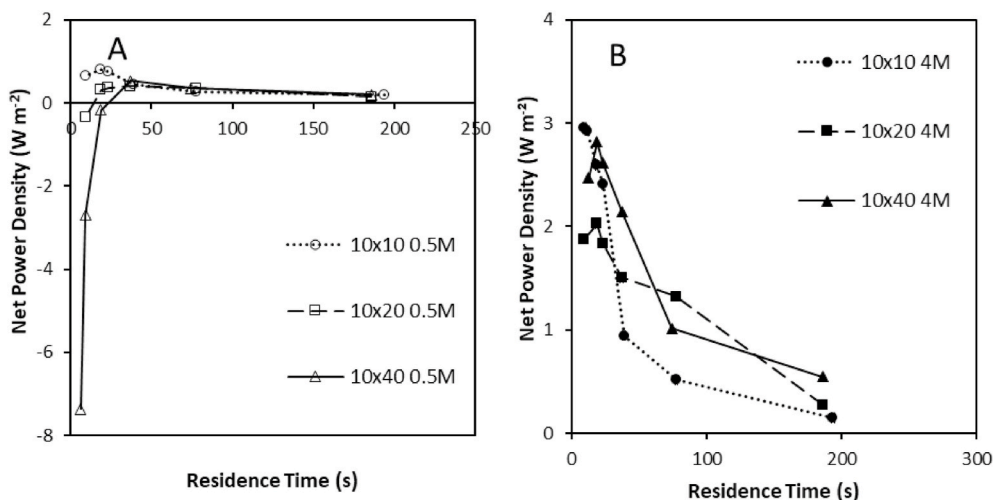 A
Net Power Density (W m⁻²)
2
0
-2
-4
-6
-8
0 50 100 150 200 250
10x10 0.5M
10x20 0.5M
10x40 0.5M
Residence Time (s)
B
Net Power Density (W m⁻²)
4
3
2
1
0
0 100 200 300
10x10 4M
10x20 4M
10x40 4M
Residence Time (s)